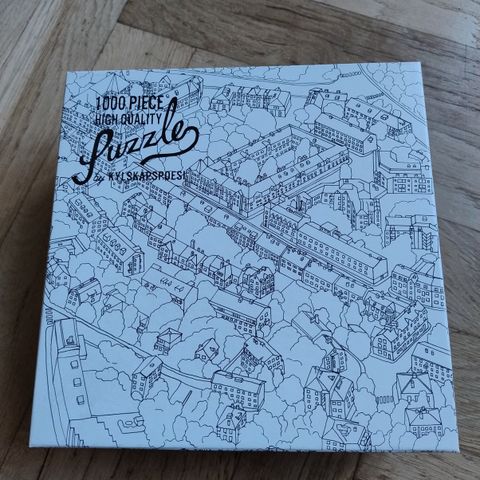 1000 PIECE
HIGH QUALITY
Puzzle
by KYLSKAPSPOESI